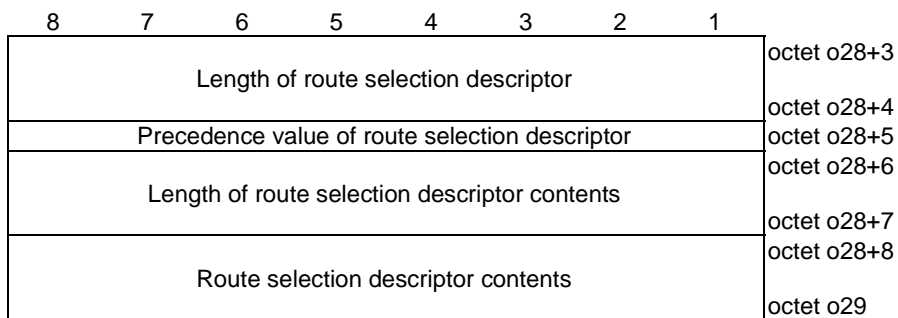 8 7 6 5 4 3 2 1
octet o28+3
Length of route selection descriptor
octet o28+4
Precedence value of route selection descriptor octet o28+5
octet o28+6
Length of route selection descriptor contents
octet o28+7
octet o28+8
Route selection descriptor contents
octet o29